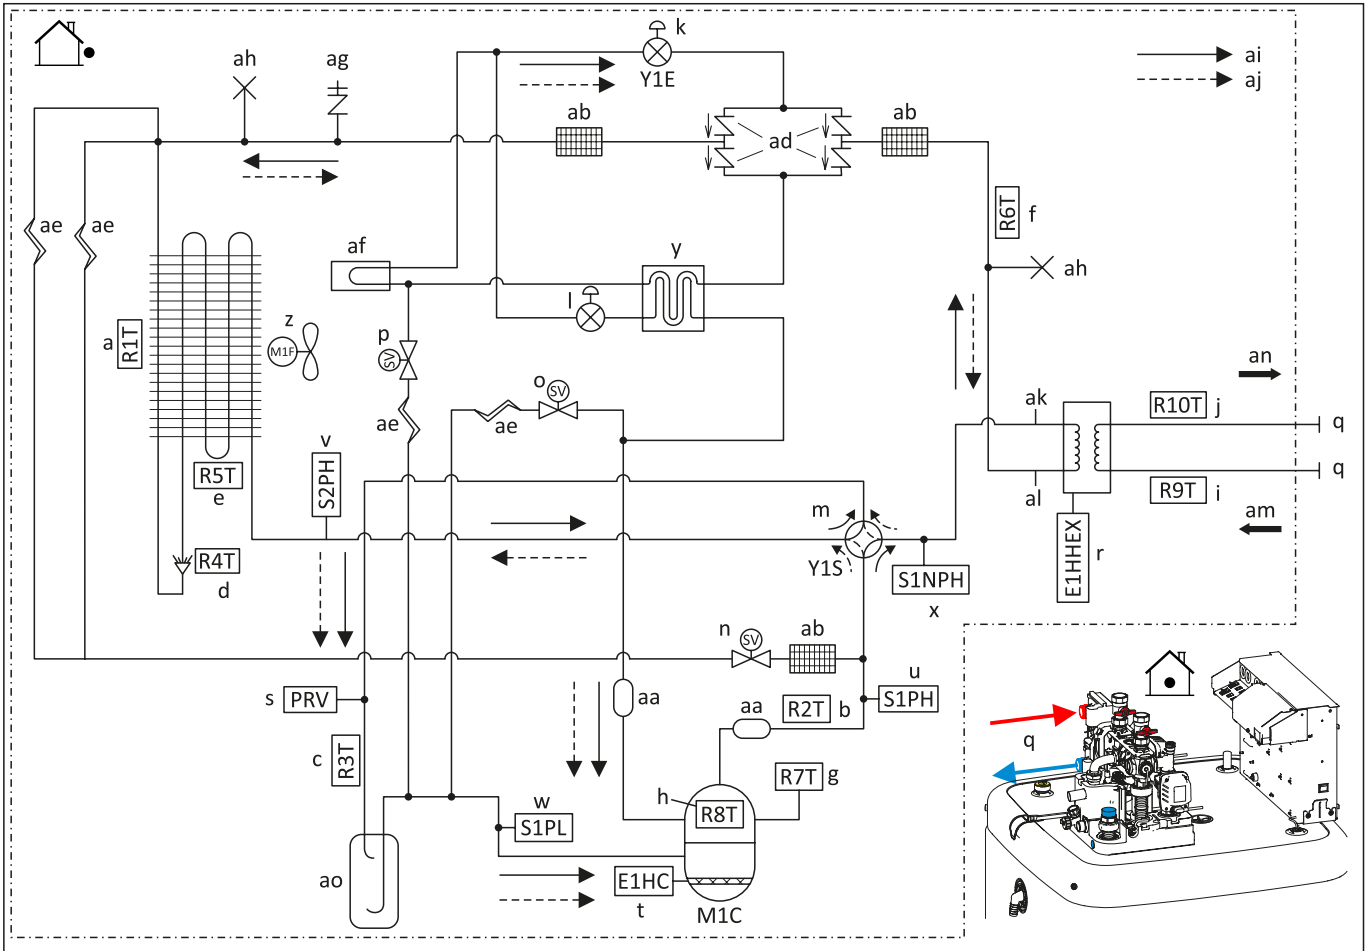 k
ah
ag
Y1E
ai
aj
ab
ab
ad
ae
ae
R6T
f
af
y
ah
l
z
a
R1T
M1F
p
SV
an
o
SV
ak
R10T
j
q
ae
ae
v
S2PH
R5T
e
al
R9T
i
q
m
am
R4T
d
Y1S
S1NPH
x
E1HHEX
r
n
SV
ab
u
s
PRV
aa
aa
R2T
b
S1PH
c
R3T
q
R7T
g
h
R8T
w
S1PL
ao
E1HC
t
M1C